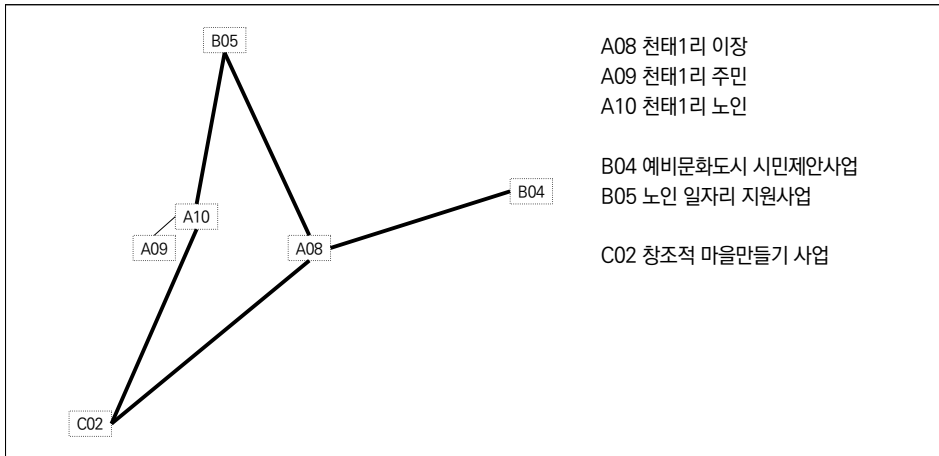 B05
A08 천태1리 이장
A09 천태1리 주민
A10 천태1리 노인
B04 예비문화도시 시민제안사업
B05 노인 일자리 지원사업
C02 창조적 마을만들기 사업
B04
A10
A09
A08
C02